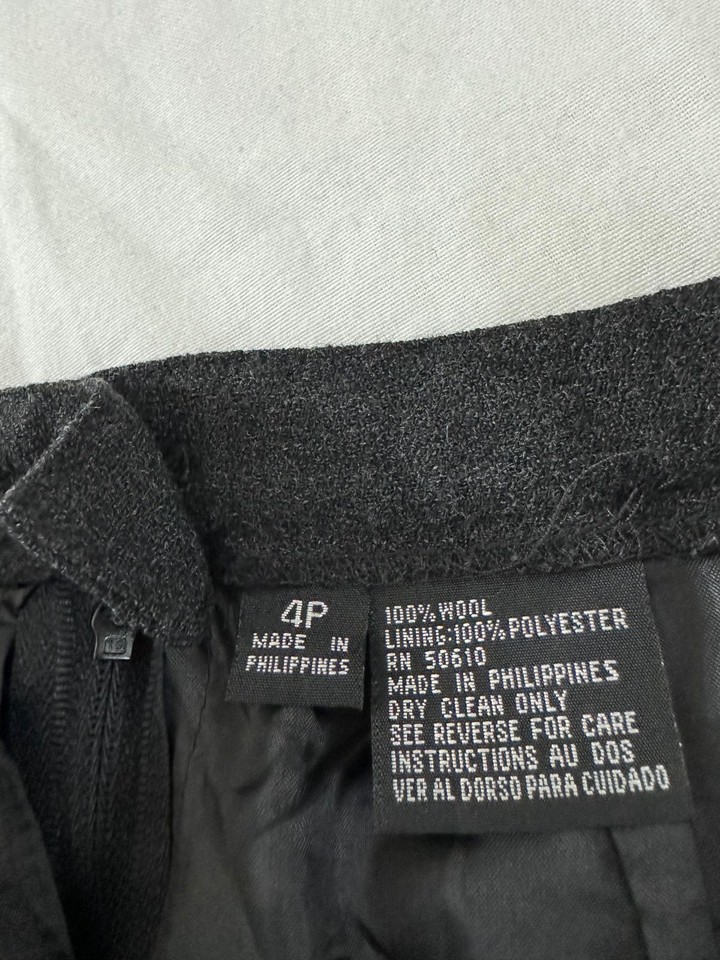 4P
MADE IN
PHILIPPINES
100% WOOL
LINING:100% POLYESTER
RN 50610
MADE IN PHILIPPINES
DRY CLEAN ONLY
SEE REVERSE FOR CARE
INSTRUCTIONS AU DOS
VER AL DORSO PARA CUIDADO